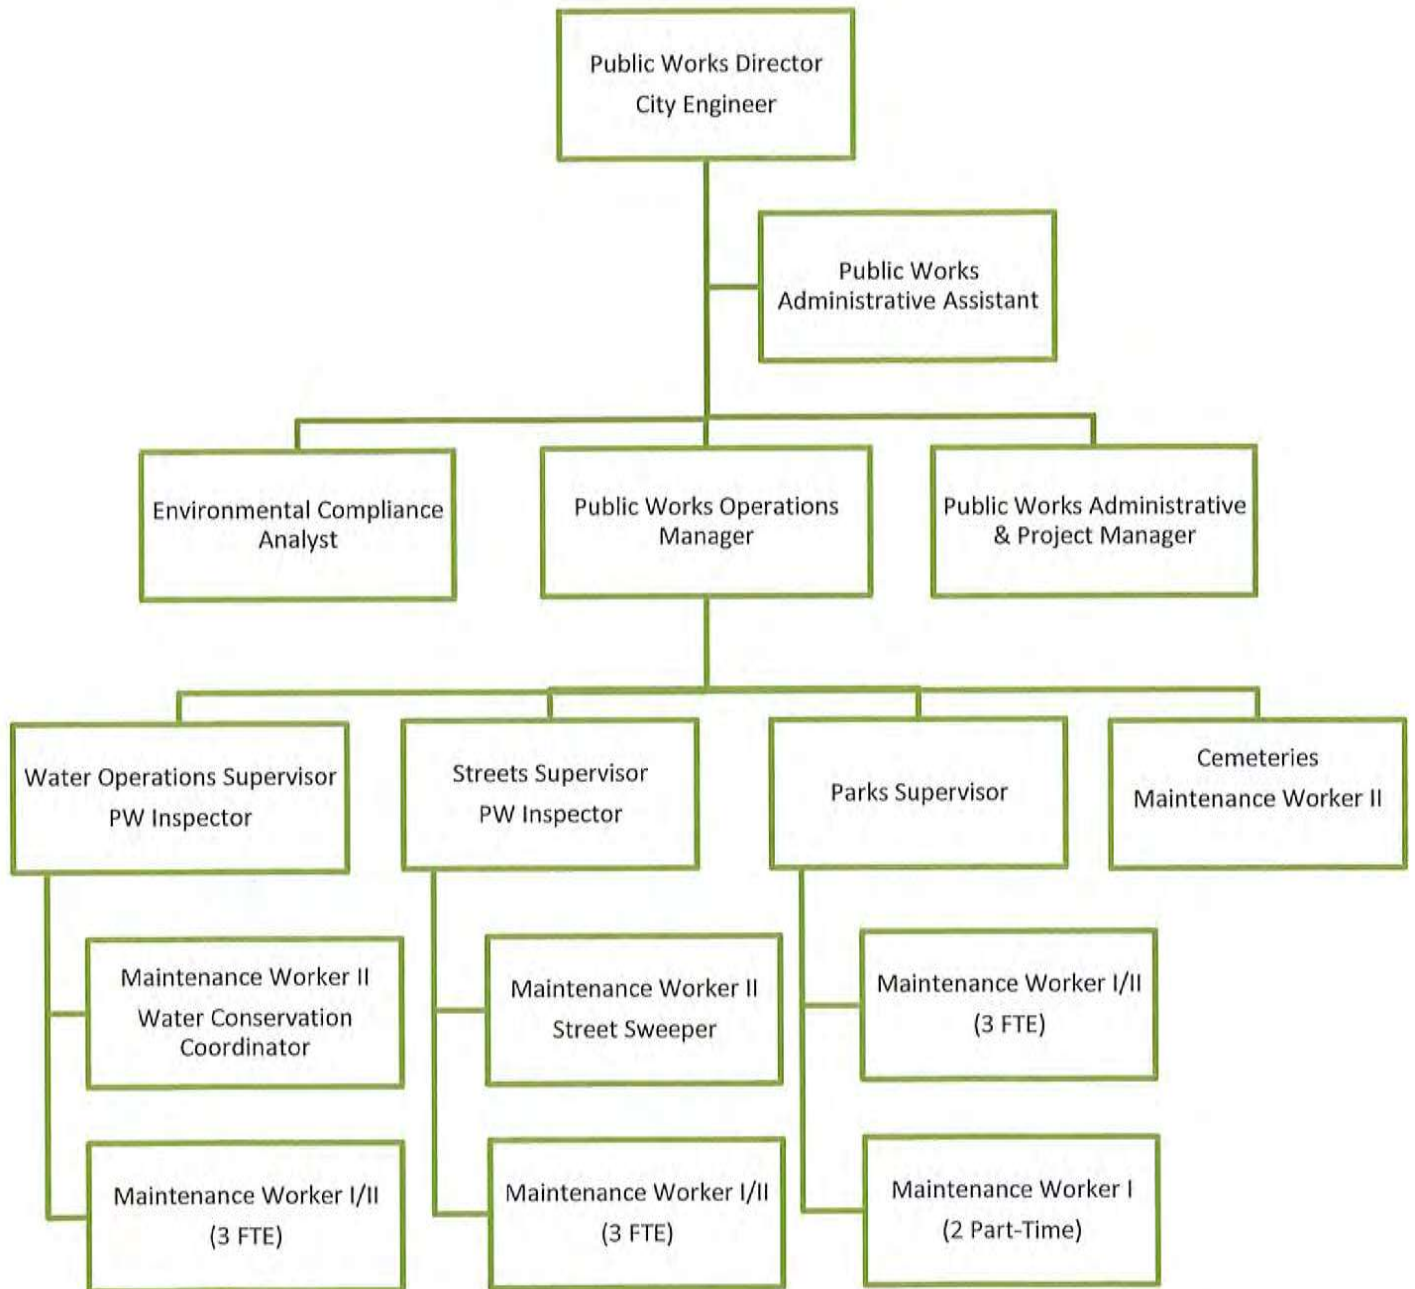 Public Works Director
City Engineer
Public Works
Administrative Assistant
Environmental Compliance
Analyst
Public Works Operations
Manager
Public Works Administrative
& Project Manager
Water Operations Supervisor
PW Inspector
Streets Supervisor
PW Inspector
Parks Supervisor
Cemeteries
Maintenance Worker II
Maintenance Worker II
Water Conservation
Coordinator
Maintenance Worker II
Street Sweeper
Maintenance Worker I/II
(3 FTE)
Maintenance Worker I/II
(3 FTE)
Maintenance Worker I/II
(3 FTE)
Maintenance Worker I
(2 Part-Time)